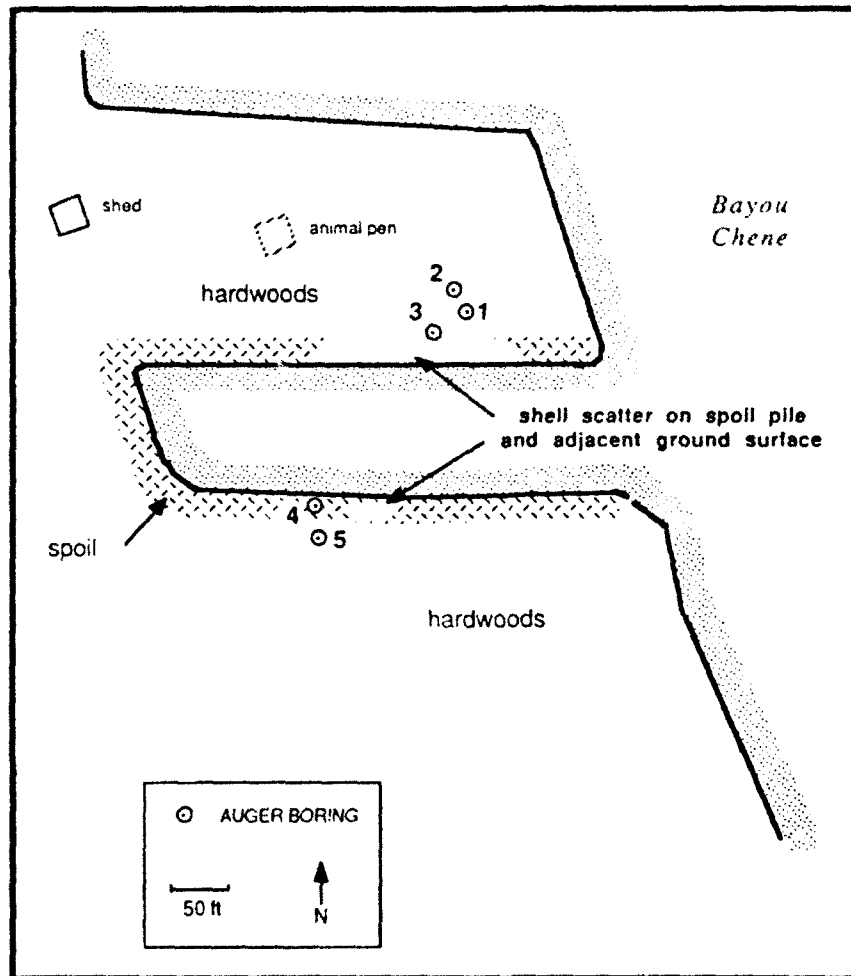 Bayou
Chene
shed
animal pen
hardwoods
2
1
3
shell scatter on spoil pile
and adjacent ground surface
4
5
spoil
hardwoods
AUGER BORING
50 ft
N